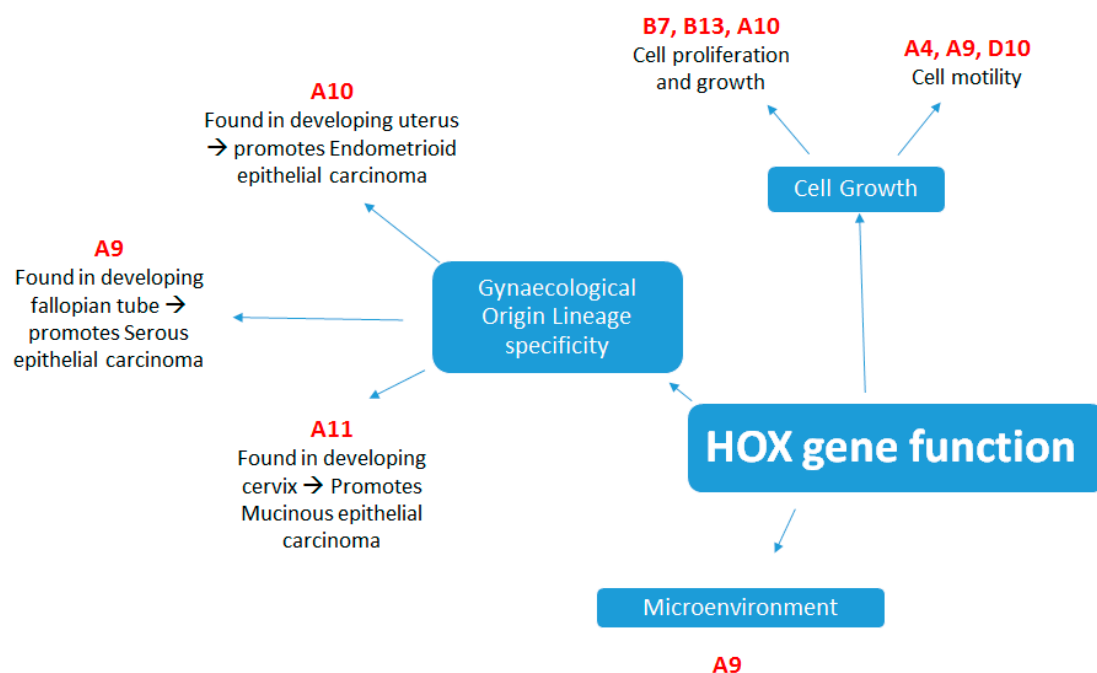 B7, B13, A10
Cell proliferation
and growth
A4, A9, D10
Cell motility
A10
Found in developing uterus
→ promotes Endometrioid
epithelial carcinoma
Cell Growth
A9
Found in developing
fallopian tube →
promotes Serous
epithelial carcinoma
Gynaecological
Origin Lineage
specificity
A11
Found in developing
cervix → Promotes
Mucinous epithelial
carcinoma
HOX gene function
Microenvironment
A9